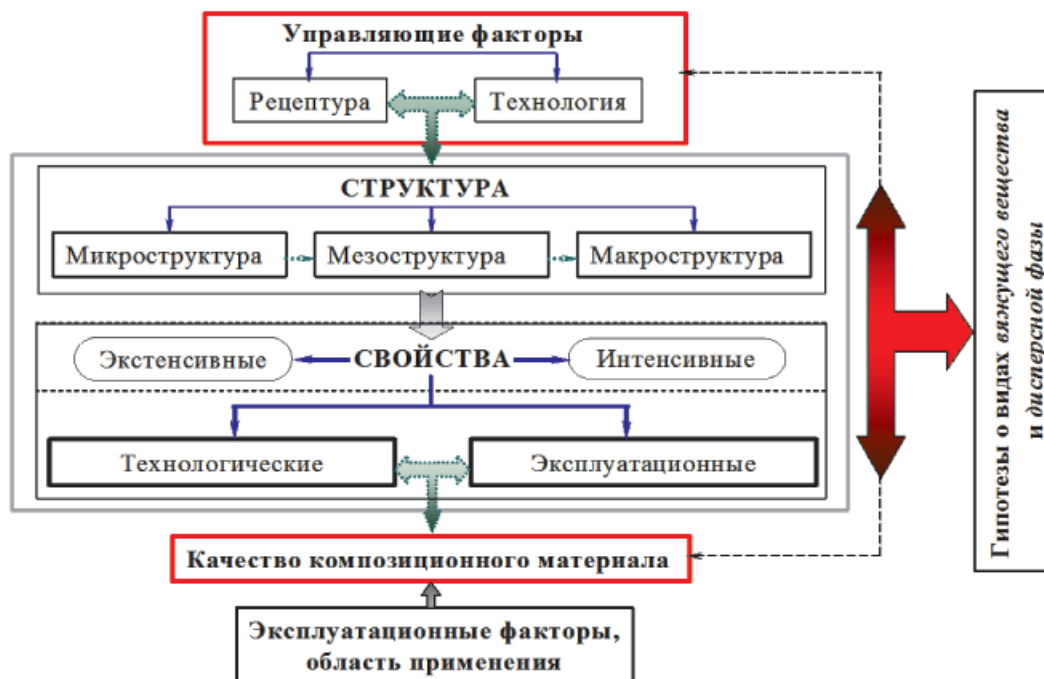 Управляющие факторы
Рецептура
Технология
СТРУКТУРА
Микроструктура
Мезоструктура
Макроструктура
Экстенсивные
СВОЙСТВА
Интенсивные
Технологические
Эксплуатационные
Качество композиционного материала
Эксплуатационные факторы,
область применения
Гипотезы о видах вяжущего вещества
и дисперсной фазы